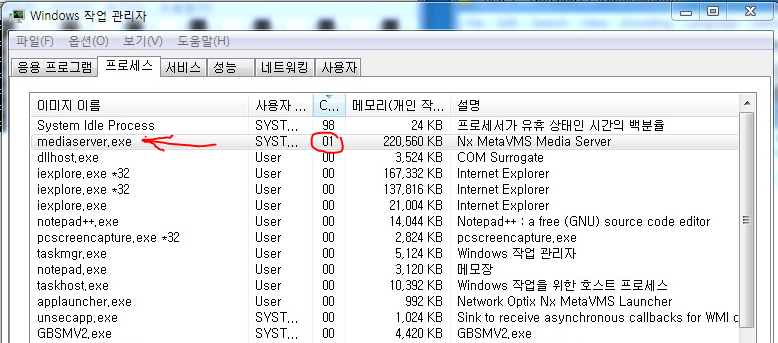 Windows 작업 관리자
파일(F) 옵션(O) 보기(V) 도움말(H)
응용 프로그램 프로세스 서비스 성능 네트워킹 사용자
이미지 이름 사용자 ... C... 메모리(개인 작... 설명
System Idle Process SYST... 98 24 KB 프로세서가 유휴 상태인 시간의 백분율
mediaserver.exe SYST... 01 220,560 KB Nx MetaVMS Media Server
dllhost.exe User 00 3,524 KB COM Surrogate
iexplore.exe *32 User 00 167,332 KB Internet Explorer
iexplore.exe *32 User 00 137,816 KB Internet Explorer
iexplore.exe User 00 21,004 KB Internet Explorer
notepad++.exe User 00 14,044 KB Notepad++ : a free (GNU) source code editor
pcscreencapture.exe *32 User 00 2,824 KB pcscreencapture.exe
taskmgr.exe User 00 5,124 KB Windows 작업 관리자
notepad.exe User 00 3,120 KB 메모장
taskhost.exe User 00 10,392 KB Windows 작업을 위한 호스트 프로세스
applauncher.exe User 00 992 KB Network Optix Nx MetaVMS Launcher
unsecapp.exe SYST... 00 1,024 KB Sink to receive asynchronous callbacks for WMI c
GBSMV2.exe User 00 4,420 KB GBSMV2.exe